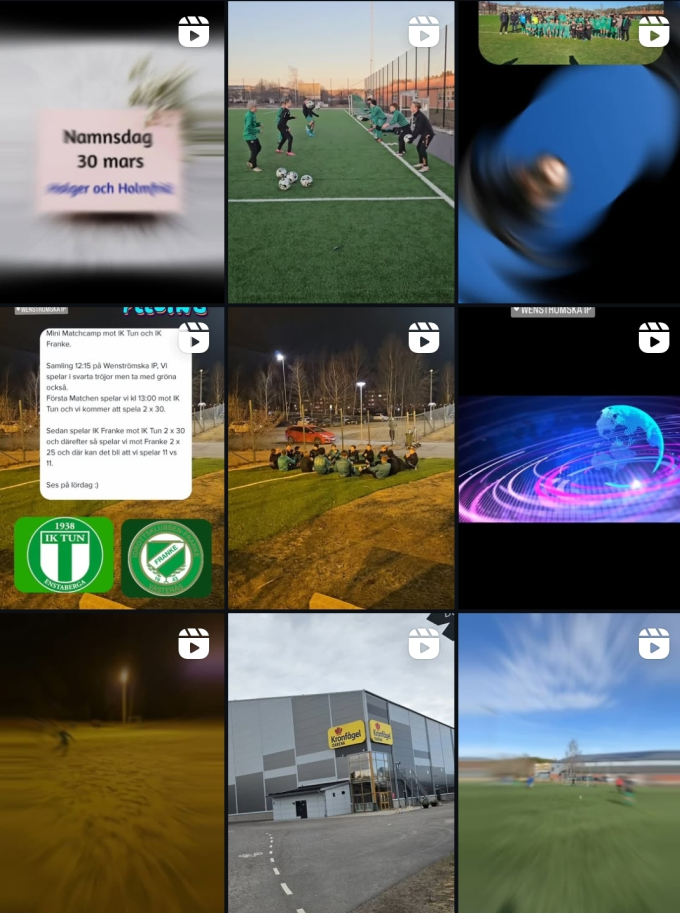 Namnsdag
30 mars
och Holmfrid
WENSTRÖMSKA IP
Mini Matchcamp mot IK Tun och IK
Franke.
Samling 12:15 på Wenströmska IP, Vi
spelar i svarta tröjor men ta med gröna
också.
Första Matchen spelar vi kl 13:00 mot IK
Tun och vi kommer att spela 2 x 30.
Sedan spelar IK Franke mot IK Tun 2 x 30
och därefter så spelar vi mot Franke 2 x
25 och där kan det bli att vi spelar 11 vs
11.
Ses på lördag :)
1938
IK TUN
ENSTABERGA
FRANKE
WENSTRÖMSKA IP
Kronfågel
ARENA
Kronfågel
ARENA